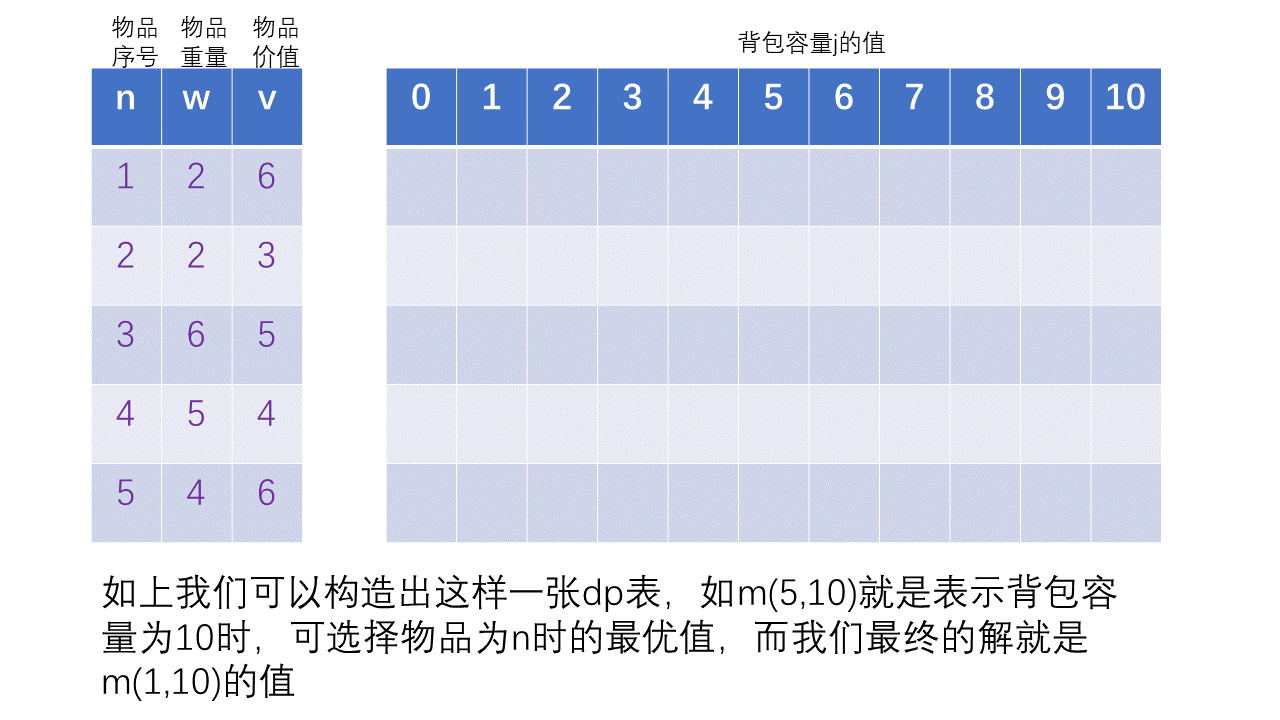 物品 物品 物品
序号 重量 价值
背包容量j的值
n w v
0 1 2 3 4 5 6 7 8 9 10
1 2 6
2 2 3
3 6 5
4 5 4
5 4 6
如上我们可以构造出这样一张dp表，如m(5,10)就是表示背包容
量为10时，可选择物品为n时的最优值，而我们最终的解就是
m(1,10)的值